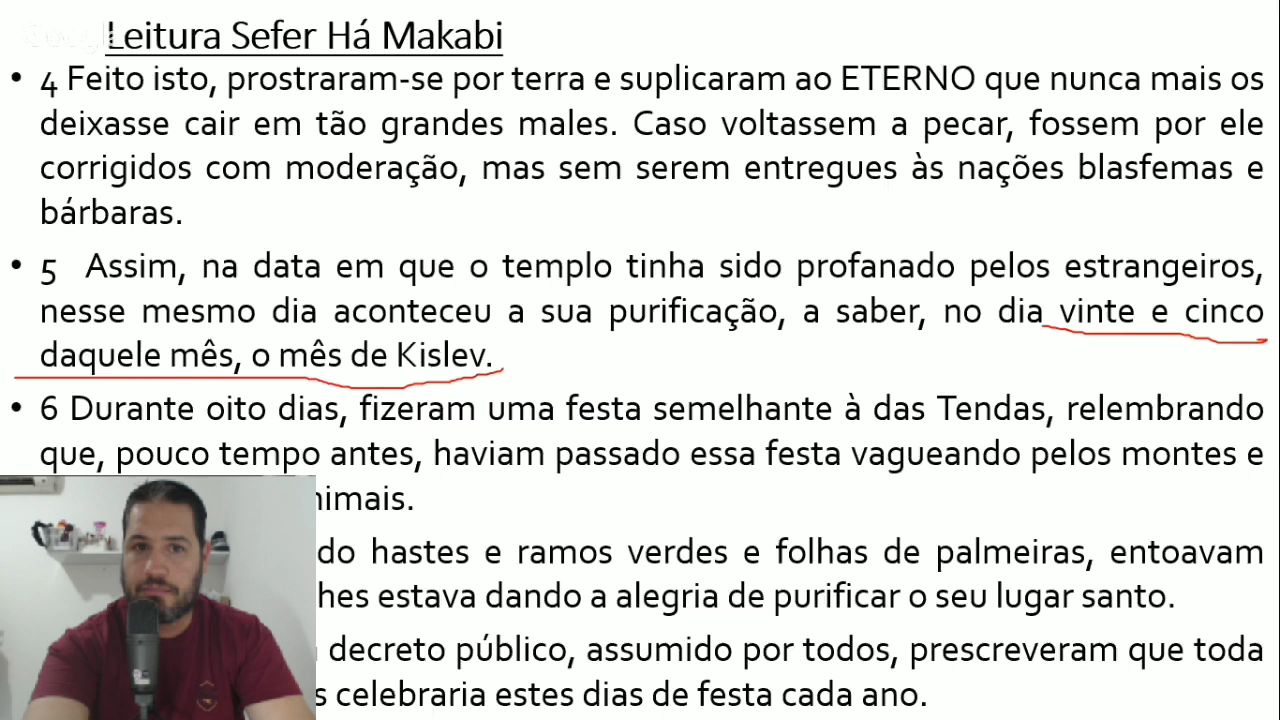 Leitura Sefer Há Makabi
• 4 Feito isto, prostraram-se por terra e suplicaram ao ETERNO que nunca mais os
deixasse cair em tão grandes males. Caso voltassem a pecar, fossem por ele
corrigidos com moderação, mas sem serem entregues às nações blasfemas e
bárbaras.
• 5 Assim, na data em que o templo tinha sido profanado pelos estrangeiros,
nesse mesmo dia aconteceu a sua purificação, a saber, no dia vinte e cinco
daquele mês, o mês de Kislev.
• 6 Durante oito dias, fizeram uma festa semelhante à das Tendas, relembrando
que, pouco tempo antes, haviam passado essa festa vagueando pelos montes e
nimais.
do hastes e ramos verdes e folhas de palmeiras, entoavam
hes estava dando a alegria de purificar o seu lugar santo.
decreto público, assumido por todos, prescreveram que toda
s celebraria estes dias de festa cada ano.